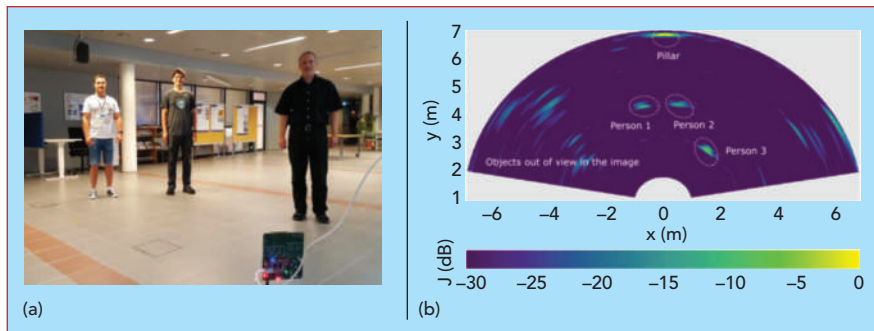 (a)
(b)
7
6
5
4
3
2
1
y (m)
Pillar
Person 1
Person 2
Person 3
Objects out of view in the image
−6
−4
−2
0
2
4
6
x (m)
J (dB)
−30
−25
−20
−15
−10
−5
0